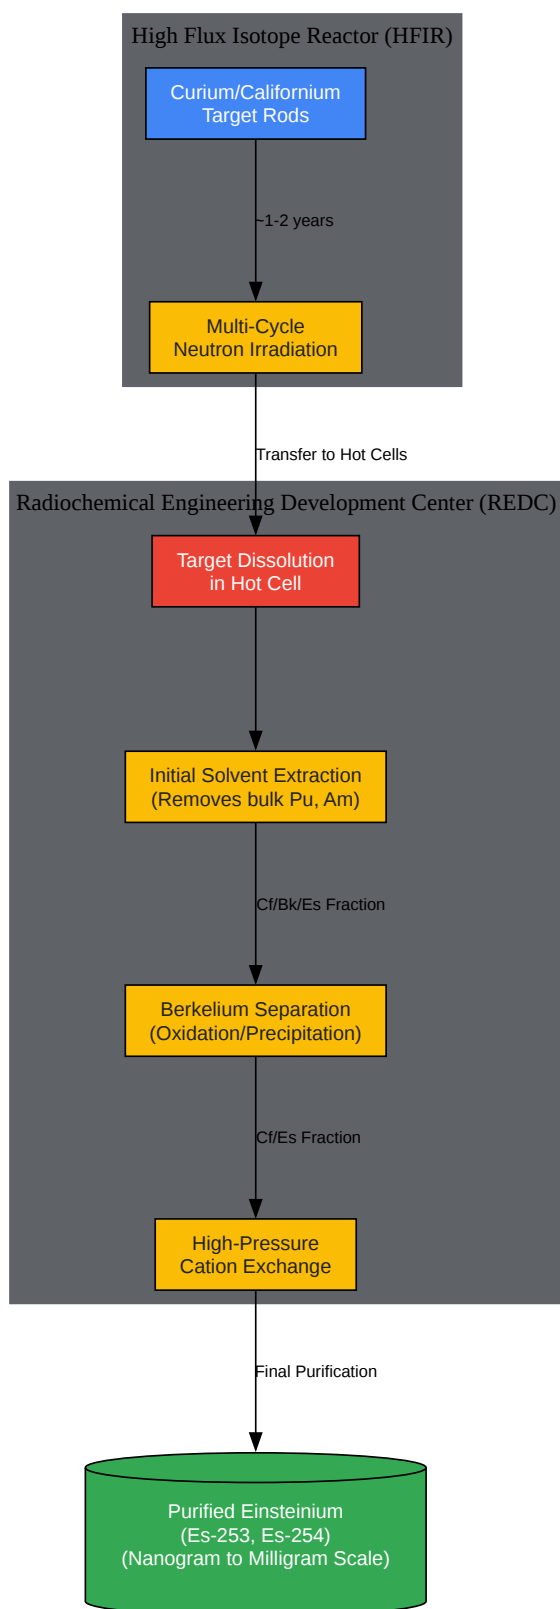 High Flux Isotope Reactor (HFIR)
Curium/Californium
Target Rods
~1-2 years
Multi-Cycle
Neutron Irradiation
Transfer to Hot Cells
Radiochemical Engineering Development Center (REDC)
Target Dissolution
in Hot Cell
Initial Solvent Extraction
(Removes bulk Pu, Am)
Cf/Bk/Es Fraction
Berkelium Separation
(Oxidation/Precipitation)
Cf/Es Fraction
High-Pressure
Cation Exchange
Final Purification
Purified Einsteinium
(Es-253, Es-254)
(Nanogram to Milligram Scale)